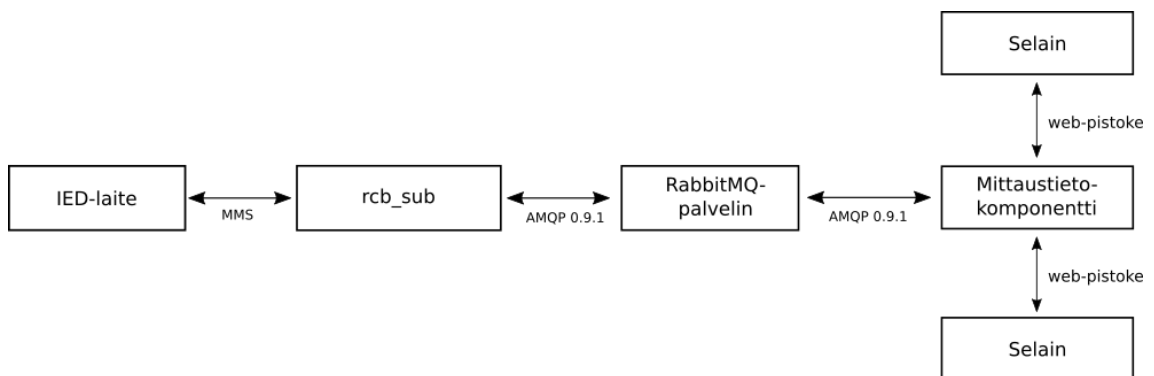 Selain
web-pistoke
IED-laite
MMS
rcb_sub
AMQP 0.9.1
RabbitMQ-
palvelin
AMQP 0.9.1
Mittaustieto-
komponentti
web-pistoke
Selain